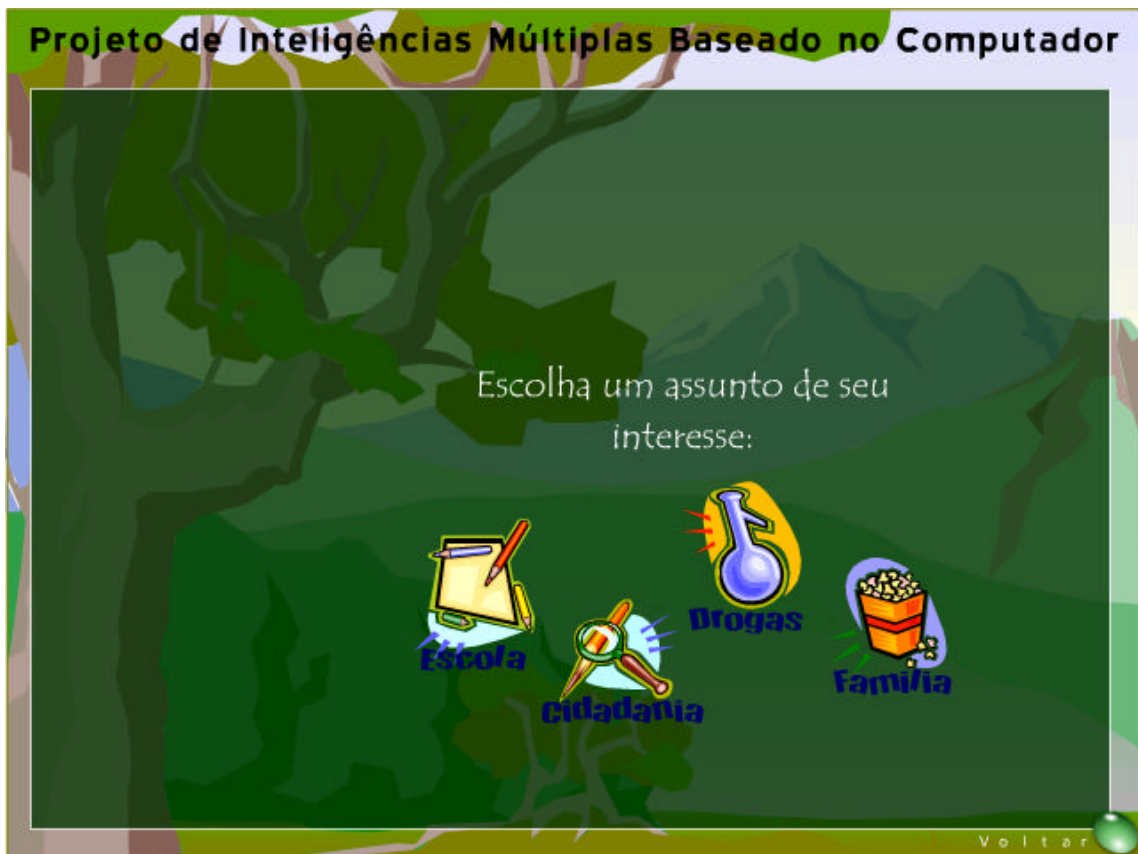 Projeto de Inteligências Múltiplas Baseado no Computador
Escolha um assunto de seu
interesse:
Escola
Cidadania
Drogas
Família
Voltar